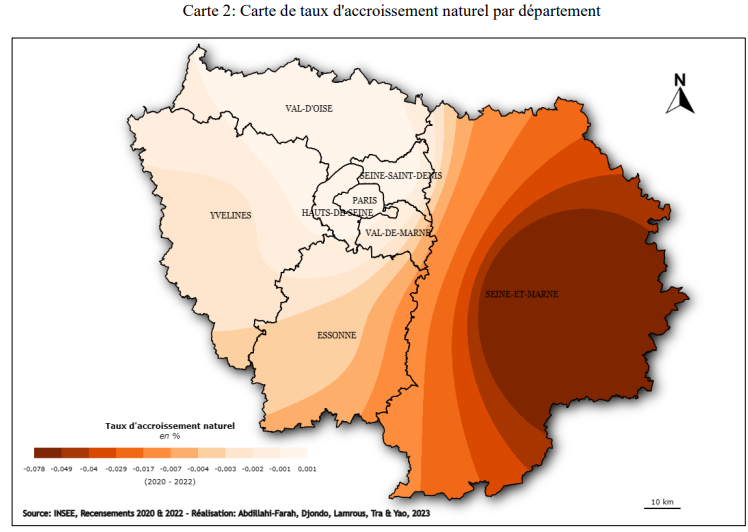 Carte 2: Carte de taux d'accroissement naturel par département
N
VAL-D'OISE
SEINE-SAINT-DENIS
PARIS
HAUTS-DE-SEINE
YVELINES
VAL-DE-MARNE
SEINE-ET-MARNE
ESSONNE
Taux d'accroissement naturel
en %
-0,078 -0,049 -0,04 -0,029 -0,017 -0,007 -0,004 -0,003 -0,002 0,001 0,001
(2020 - 2022)
10 km
Source: INSEE, Recensements 2020 & 2022 - Réalisation: Abdillahi-Farah, Djondo, Lamrous, Tra & Yao, 2023